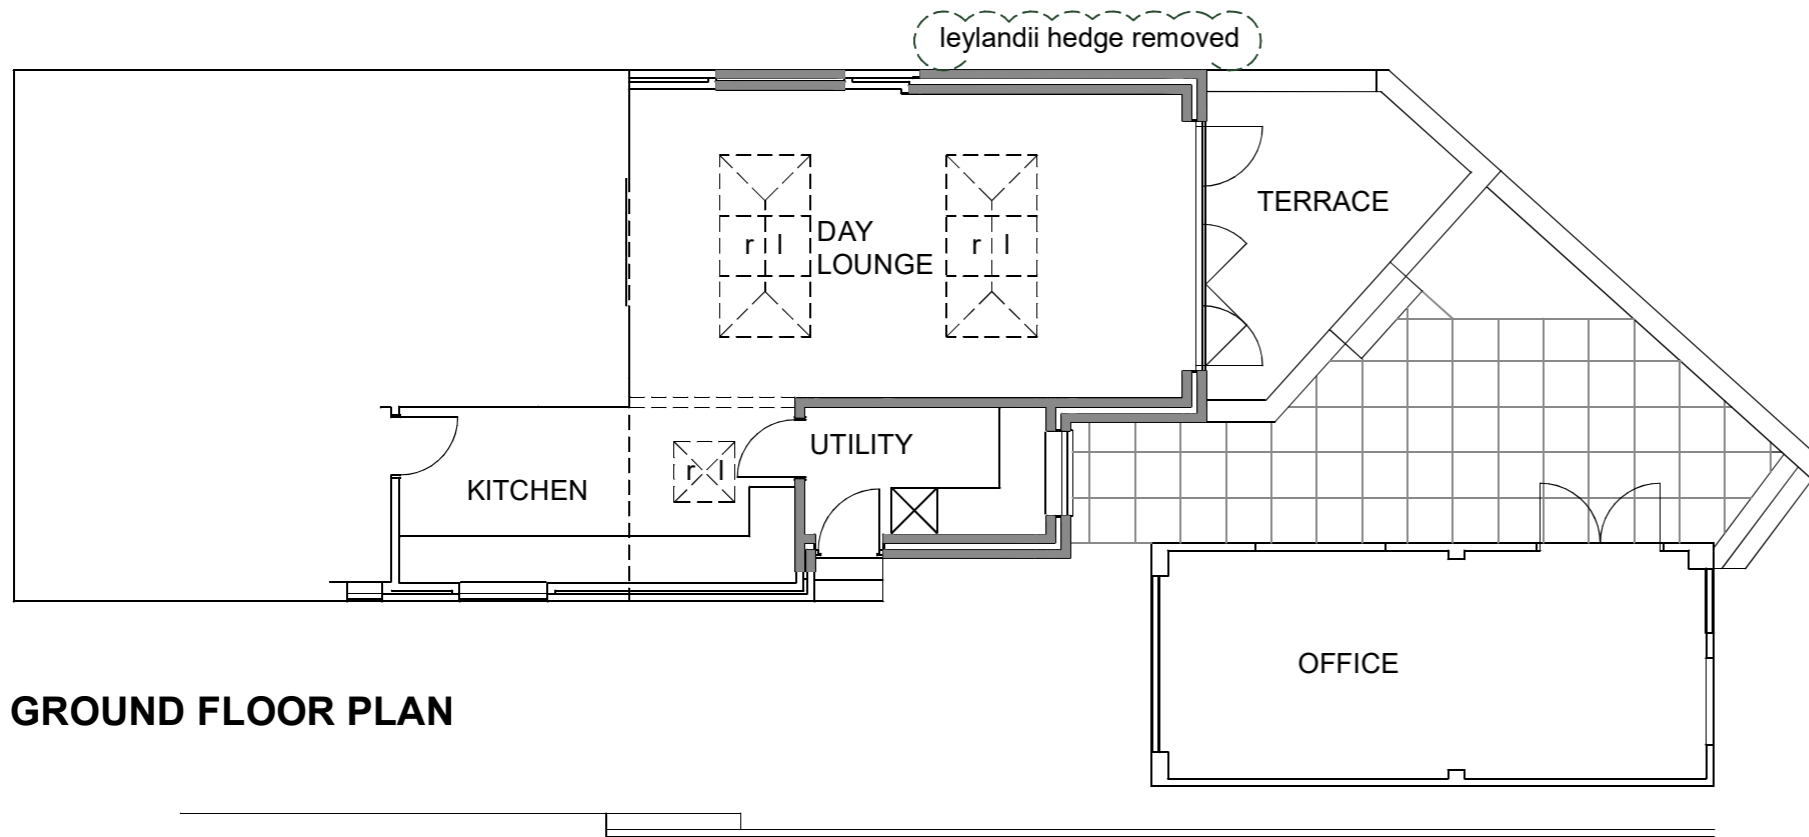 leylandii hedge removed
TERRACE
r l
DAY
LOUNGE
r l
UTILITY
r l
KITCHEN
OFFICE
GROUND FLOOR PLAN